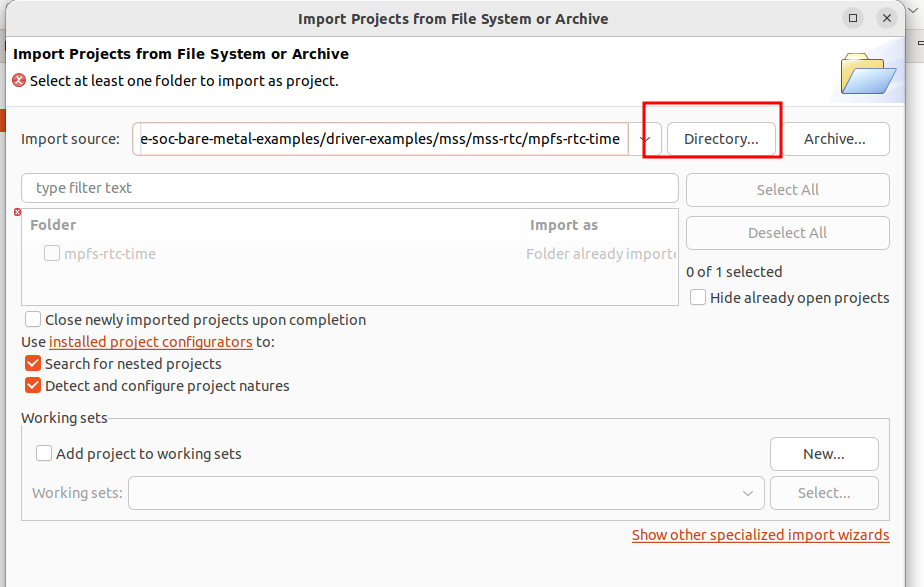 Import Projects from File System or Archive
Import Projects from File System or Archive
Select at least one folder to import as project.
Import source: e-soc-bare-metal-examples/driver-examples/mss/mss-rtc/mpfs-rtc-time Directory... Archive...
type filter text
Select All
Folder Import as
Deselect All
mpfs-rtc-time Folder already importe
0 of 1 selected
Hide already open projects
Close newly imported projects upon completion
Use installed project configurators to:
Search for nested projects
Detect and configure project natures
Working sets
Add project to working sets New...
Working sets: Select...
Show other specialized import wizards